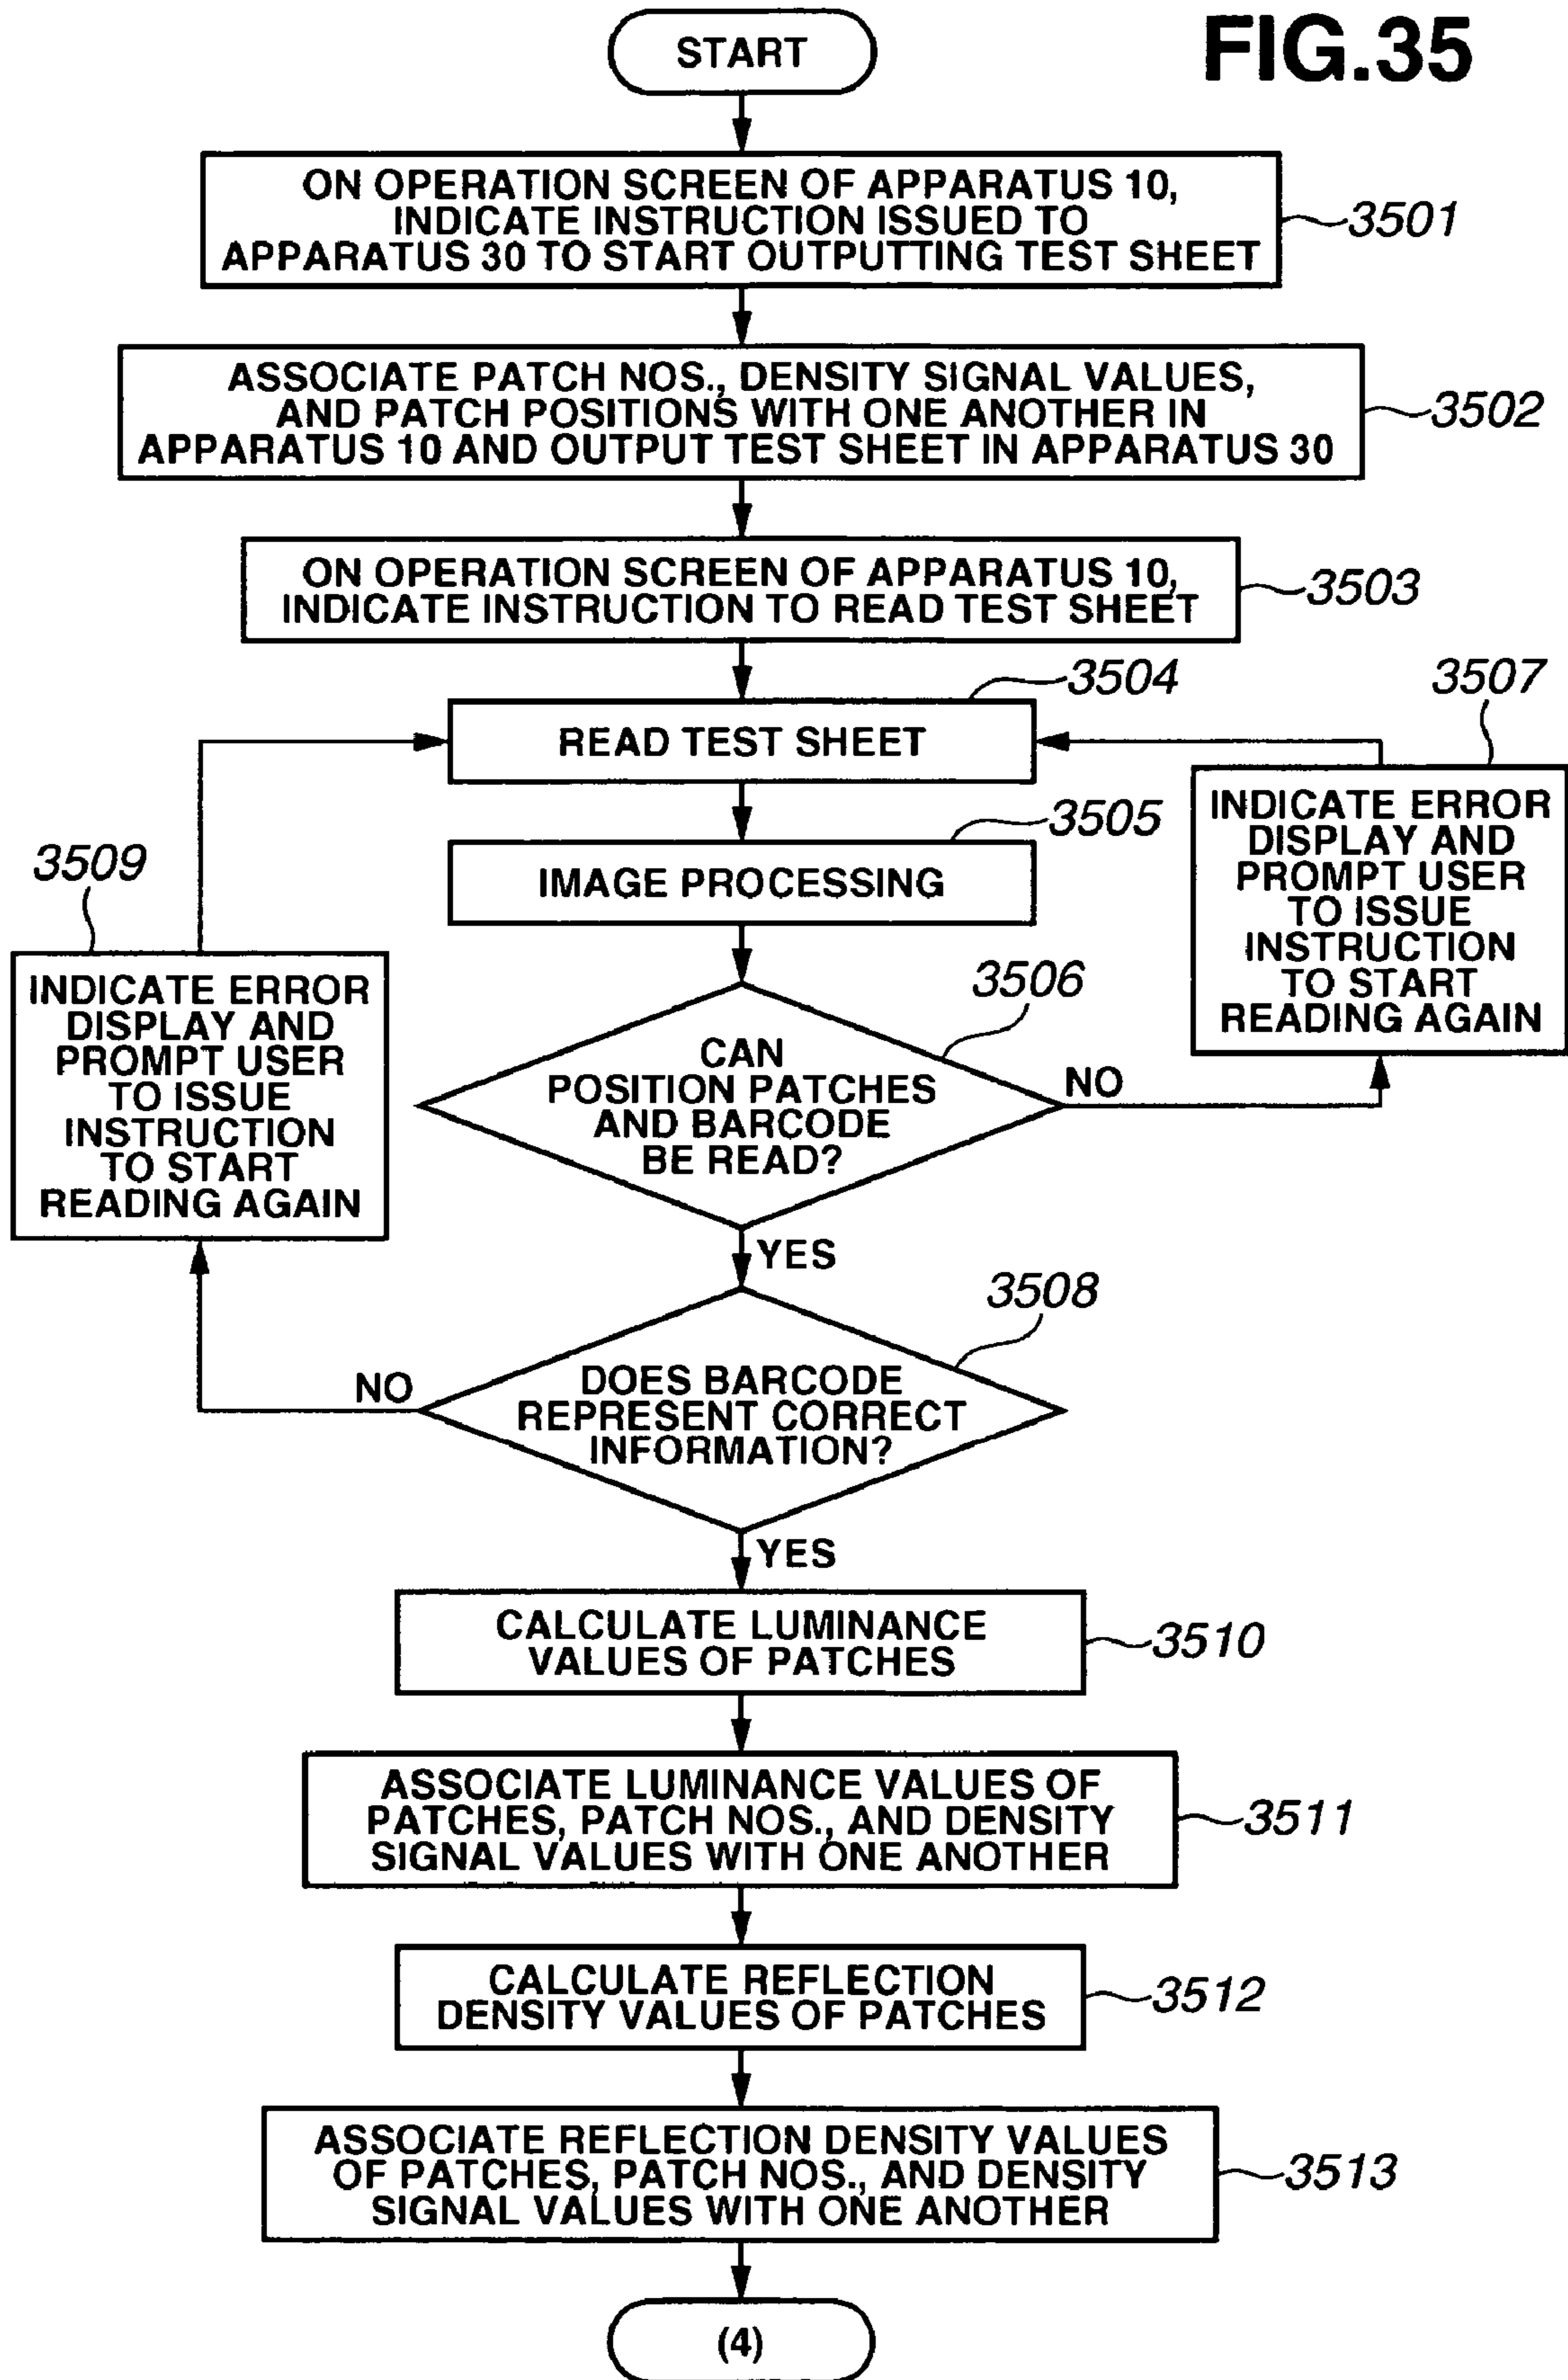 FIG.35
START
ON OPERATION SCREEN OF APPARATUS 10,
INDICATE INSTRUCTION ISSUED TO
APPARATUS 30 TO START OUTPUTTING TEST SHEET
3501
ASSOCIATE PATCH NOS., DENSITY SIGNAL VALUES,
AND PATCH POSITIONS WITH ONE ANOTHER IN
APPARATUS 10 AND OUTPUT TEST SHEET IN APPARATUS 30
3502
ON OPERATION SCREEN OF APPARATUS 10,
INDICATE INSTRUCTION TO READ TEST SHEET
3503
READ TEST SHEET
3504
IMAGE PROCESSING
3505
CAN
POSITION PATCHES
AND BARCODE
BE READ?
3506
NO
3507
INDICATE ERROR
DISPLAY AND
PROMPT USER
TO ISSUE
INSTRUCTION
TO START
READING AGAIN
YES
DOES BARCODE
REPRESENT CORRECT
INFORMATION?
3508
NO
3509
INDICATE ERROR
DISPLAY AND
PROMPT USER
TO ISSUE
INSTRUCTION
TO START
READING AGAIN
YES
CALCULATE LUMINANCE
VALUES OF PATCHES
3510
ASSOCIATE LUMINANCE VALUES OF
PATCHES, PATCH NOS., AND DENSITY
SIGNAL VALUES WITH ONE ANOTHER
3511
CALCULATE REFLECTION
DENSITY VALUES OF PATCHES
3512
ASSOCIATE REFLECTION DENSITY VALUES
OF PATCHES, PATCH NOS., AND DENSITY
SIGNAL VALUES WITH ONE ANOTHER
3513
(4)